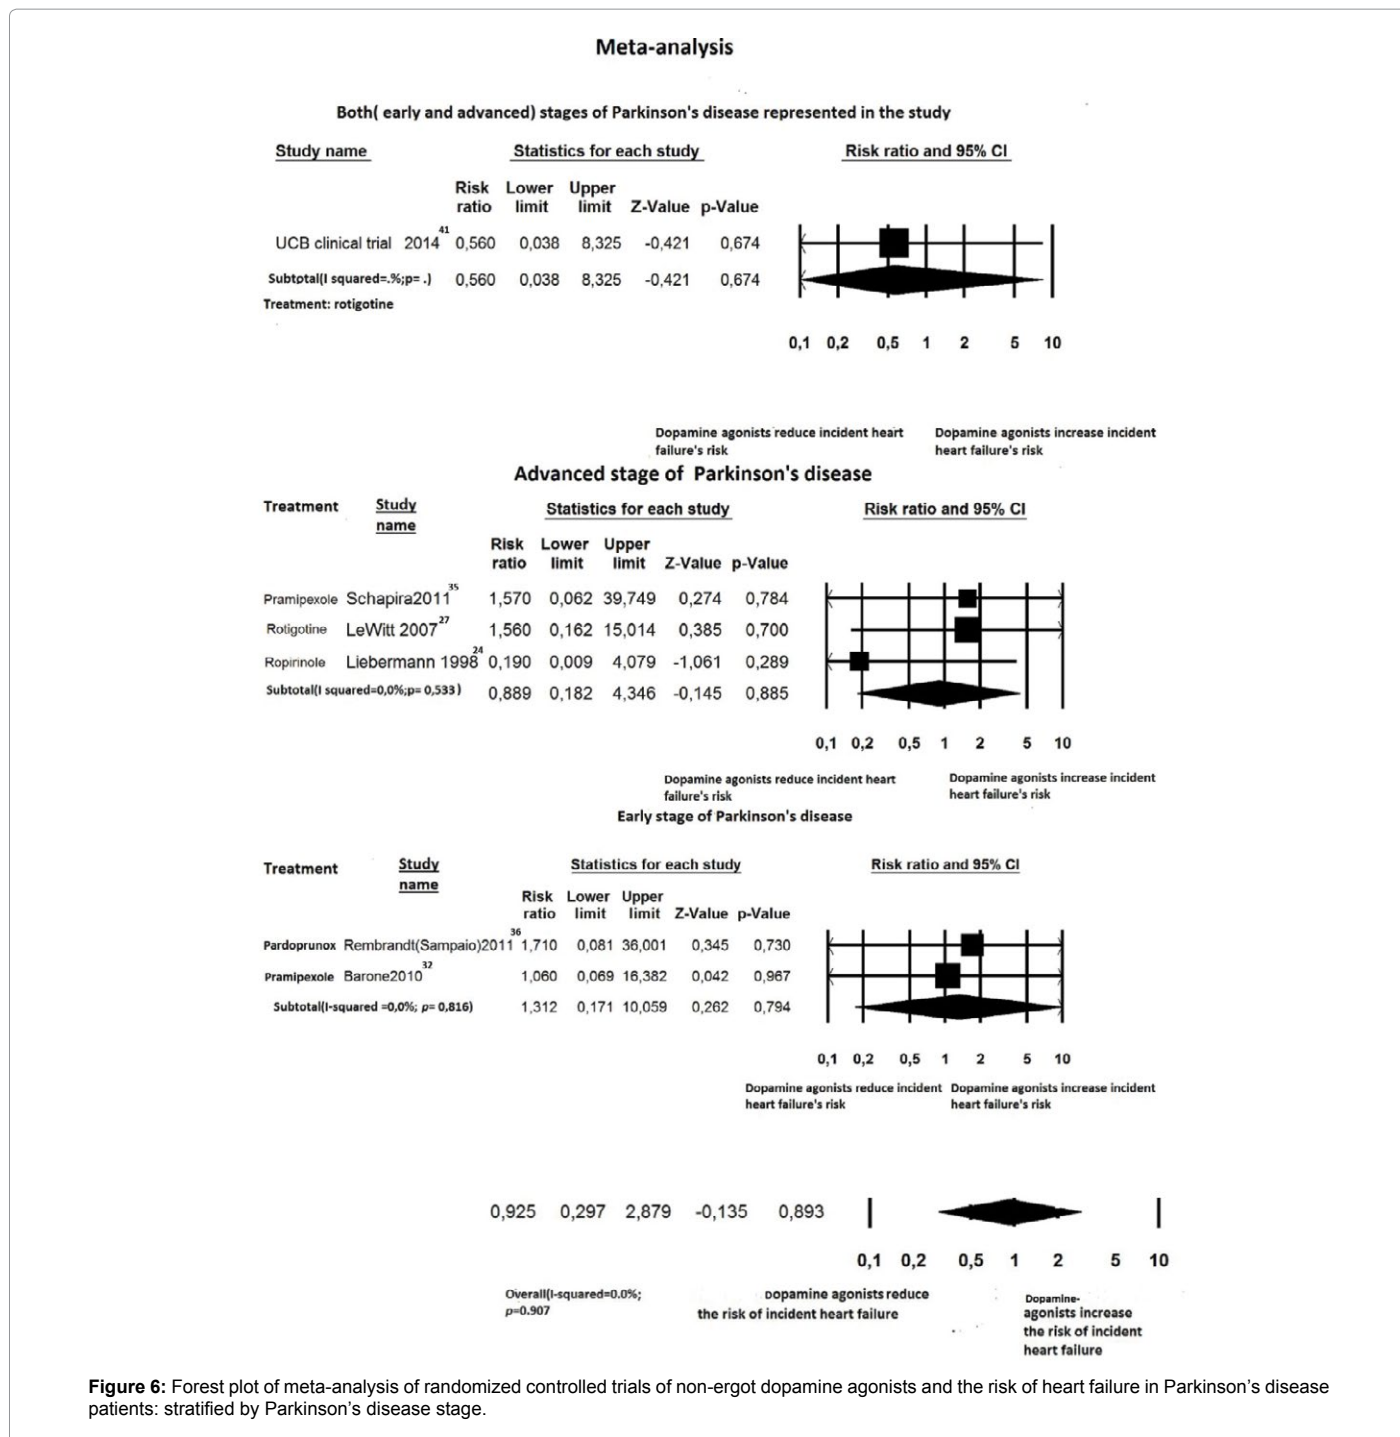 Meta-analysis
Both( early and advanced) stages of Parkinson's disease represented in the study
Study name Statistics for each study Risk ratio and 95% CI
Risk Lower Upper
ratio limit limit Z-Value p-Value
UCB clinical trial 2014 41 0,560 0,038 8,325 -0,421 0,674
Subtotal(I squared=.%;p= .) 0,560 0,038 8,325 -0,421 0,674
Treatment: rotigotine
0,1 0,2 0,5 1 2 5 10
Dopamine agonists reduce incident heart
failure's risk
Dopamine agonists increase incident
heart failure's risk
Advanced stage of Parkinson's disease
Treatment Study
name
Statistics for each study Risk ratio and 95% CI
Risk Lower Upper
ratio limit limit Z-Value p-Value
Pramipexole Schapira2011 35 1,570 0,062 39,749 0,274 0,784
Rotigotine LeWitt 2007 27 1,560 0,162 15,014 0,385 0,700
Ropirinole Liebermann 1998 24 0,190 0,009 4,079 -1,061 0,289
Subtotal(I squared=0,0%;p= 0,533) 0,889 0,182 4,346 -0,145 0,885
0,1 0,2 0,5 1 2 5 10
Dopamine agonists reduce incident heart
failure's risk
Dopamine agonists increase incident
heart failure's risk
Early stage of Parkinson's disease
Treatment Study
name
Statistics for each study Risk ratio and 95% CI
Risk Lower Upper
ratio limit limit Z-Value p-Value
Pardoprunox Rembrandt(Sampaio)2011 36 1,710 0,081 36,001 0,345 0,730
Pramipexole Barone2010 32 1,060 0,069 16,382 0,042 0,967
Subtotal(I-squared =0,0%; p= 0,816) 1,312 0,171 10,059 0,262 0,794
0,1 0,2 0,5 1 2 5 10
Dopamine agonists reduce incident
heart failure's risk
Dopamine agonists increase incident
heart failure's risk
0,925 0,297 2,879 -0,135 0,893
0,1 0,2 0,5 1 2 5 10
Overall(I-squared=0.0%;
p=0.907
Dopamine agonists reduce
the risk of incident heart failure
Dopamine-
agonists increase
the risk of incident
heart failure
Figure 6: Forest plot of meta-analysis of randomized controlled trials of non-ergot dopamine agonists and the risk of heart failure in Parkinson's disease
patients: stratified by Parkinson's disease stage.